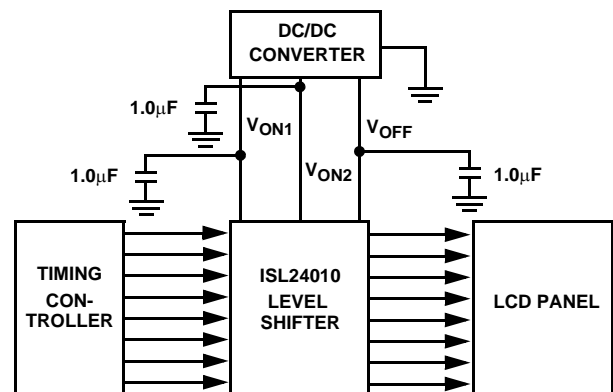 DC/DC
CONVERTER
1.0μF
VON1
VOFF
1.0μF
VON2
1.0μF
TIMING
CON-
TROLLER
ISL24010
LEVEL
SHIFTER
LCD PANEL